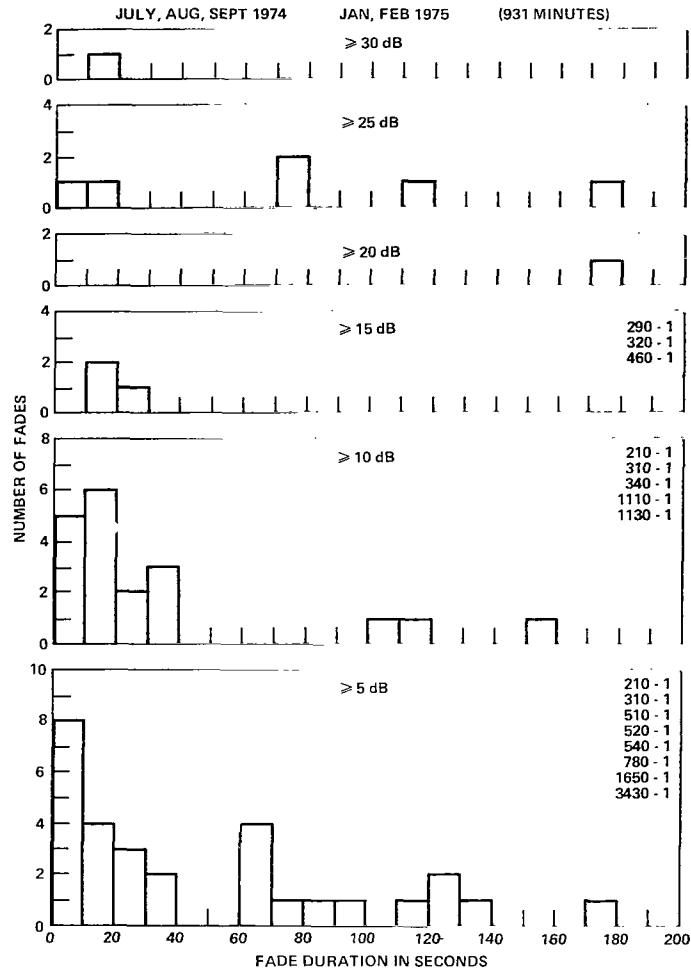 JULY, AUG, SEPT 1974 JAN, FEB 1975 (931 MINUTES)
2
0
≥ 30 dB
4
2
0
≥ 25 dB
2
0
≥ 20 dB
4
2
0
≥ 15 dB
290 - 1
320 - 1
460 - 1
8
6
4
2
0
≥ 10 dB
210 - 1
310 - 1
340 - 1
1110 - 1
1130 - 1
10
8
6
4
2
0
≥ 5 dB
210 - 1
310 - 1
510 - 1
520 - 1
540 - 1
780 - 1
1650 - 1
3430 - 1
NUMBER OF FADES
0 20 40 60 80 100 120 140 160 180 200
FADE DURATION IN SECONDS